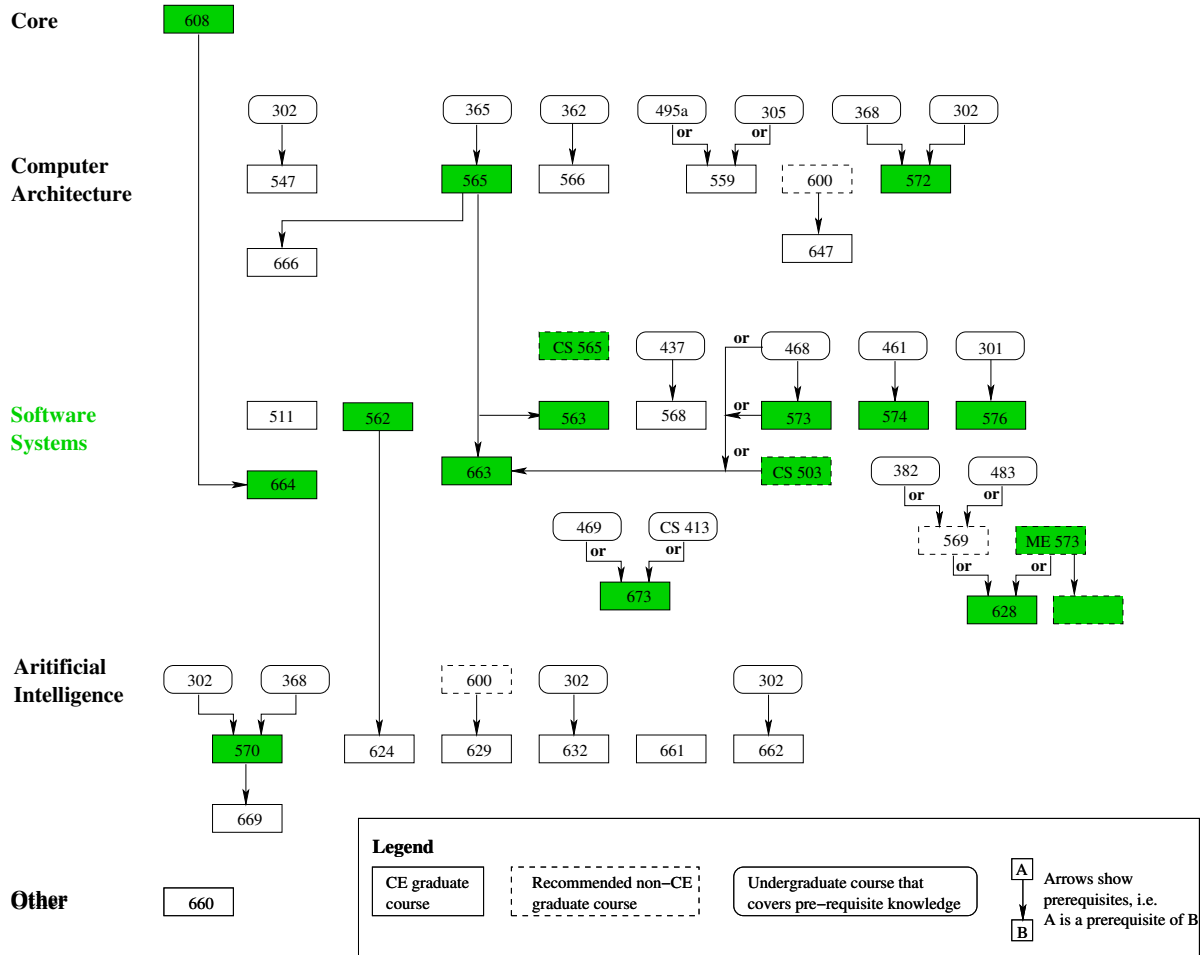 Core
608
302
365
362
495a
305
368
302
or
or
Computer
Architecture
547
565
566
559
600
572
666
647
CS 565
437
or
468
461
301
Software
Systems
511
562
563
568
or
573
574
576
or
664
663
CS 503
382
483
or
or
469
CS 413
569
ME 573
or
or
or
or
673
628
Aritificial
Intelligence
302
368
600
302
302
570
624
629
632
661
662
669
Legend
CE graduate
course
Recommended non−CE
graduate course
Undergraduate course that
covers pre−requisite knowledge
A
Arrows show
prerequisites, i.e.
A is a prerequisite of B
B
Other
660